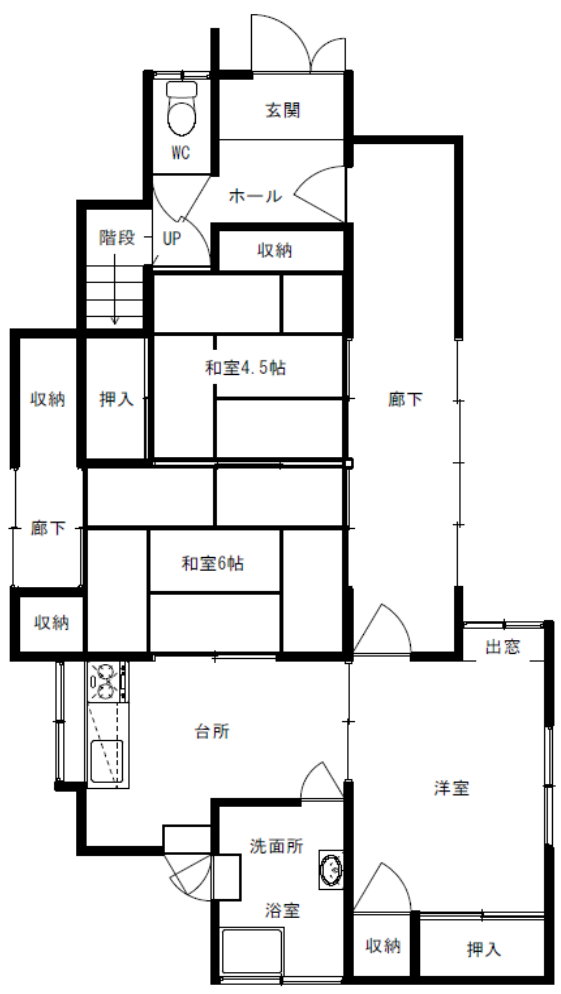 玄関
WC
ホール
階段
UP
収納
和室4.5帖
収納
押入
廊下
廊下
和室6帖
収納
出窓
台所
洋室
洗面所
浴室
収納
押入